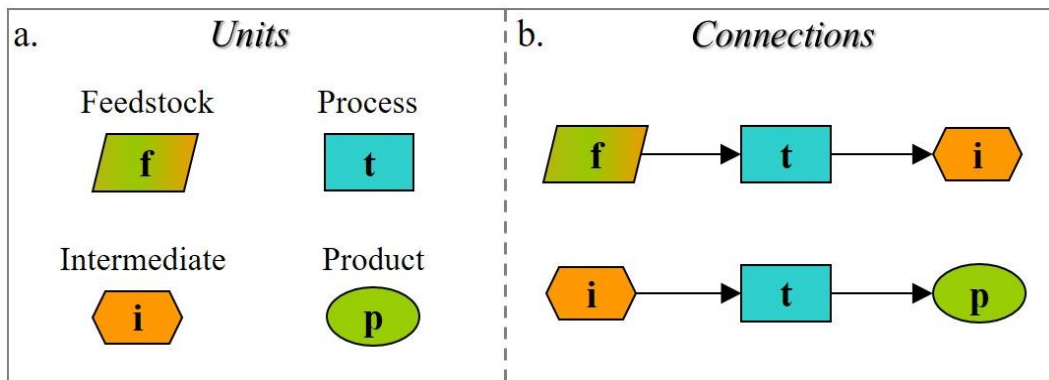 a. Units
Feedstock Process
f t
Intermediate Product
i p
b. Connections
f t i
i t p